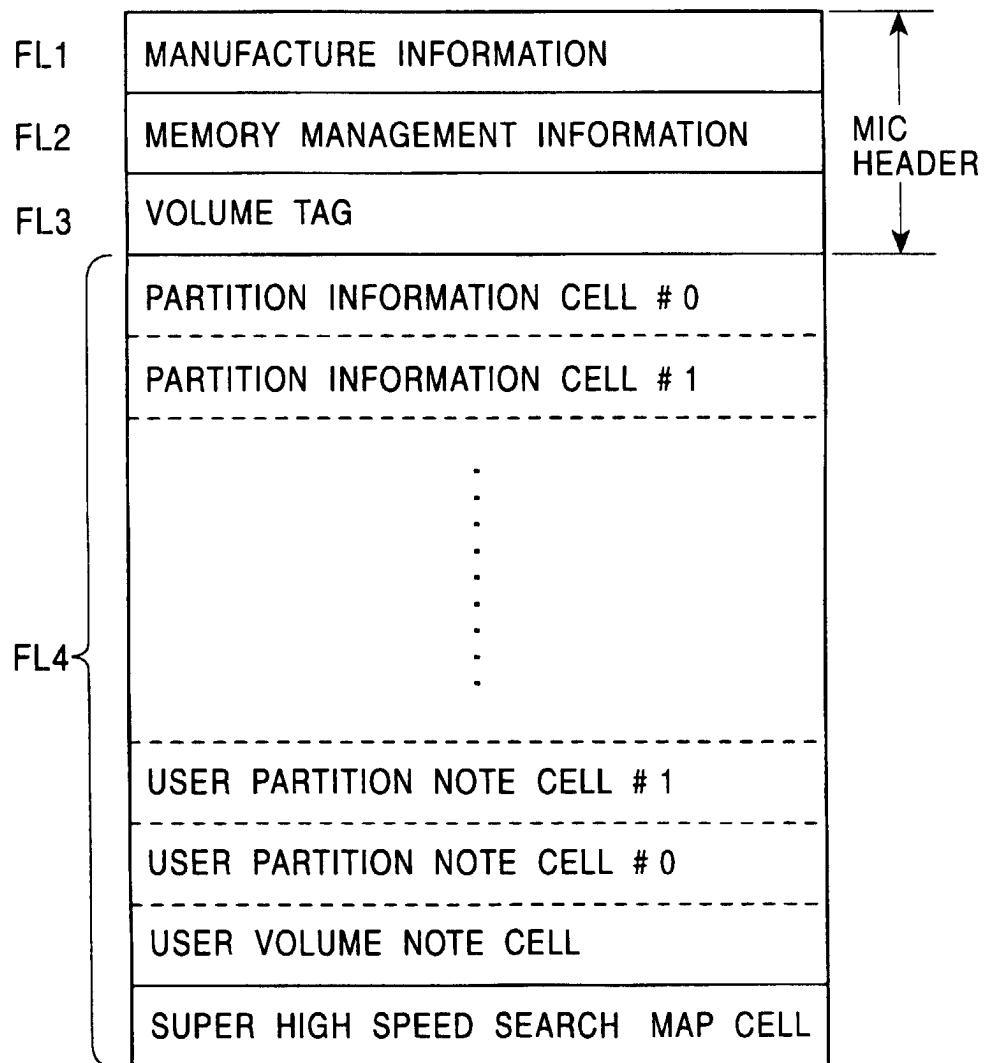 FL1 MANUFACTURE INFORMATION
FL2 MEMORY MANAGEMENT INFORMATION
MIC
HEADER
FL3 VOLUME TAG
PARTITION INFORMATION CELL # 0
PARTITION INFORMATION CELL # 1
FL4
USER PARTITION NOTE CELL # 1
USER PARTITION NOTE CELL # 0
USER VOLUME NOTE CELL
SUPER HIGH SPEED SEARCH MAP CELL